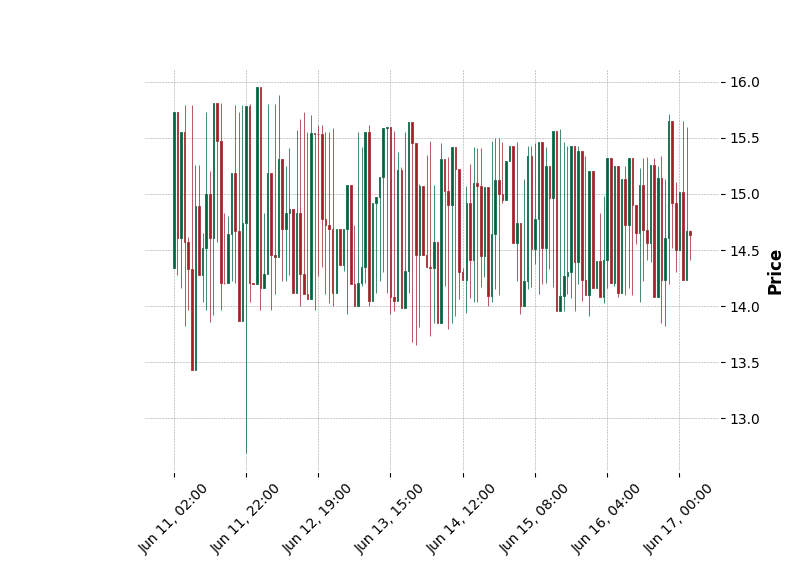 16.0
15.5
15.0
14.5
14.0
13.5
13.0
Price
Jun 11, 02:00
Jun 11, 22:00
Jun 12, 19:00
Jun 13, 15:00
Jun 14, 12:00
Jun 15, 08:00
Jun 16, 04:00
Jun 17, 00:00